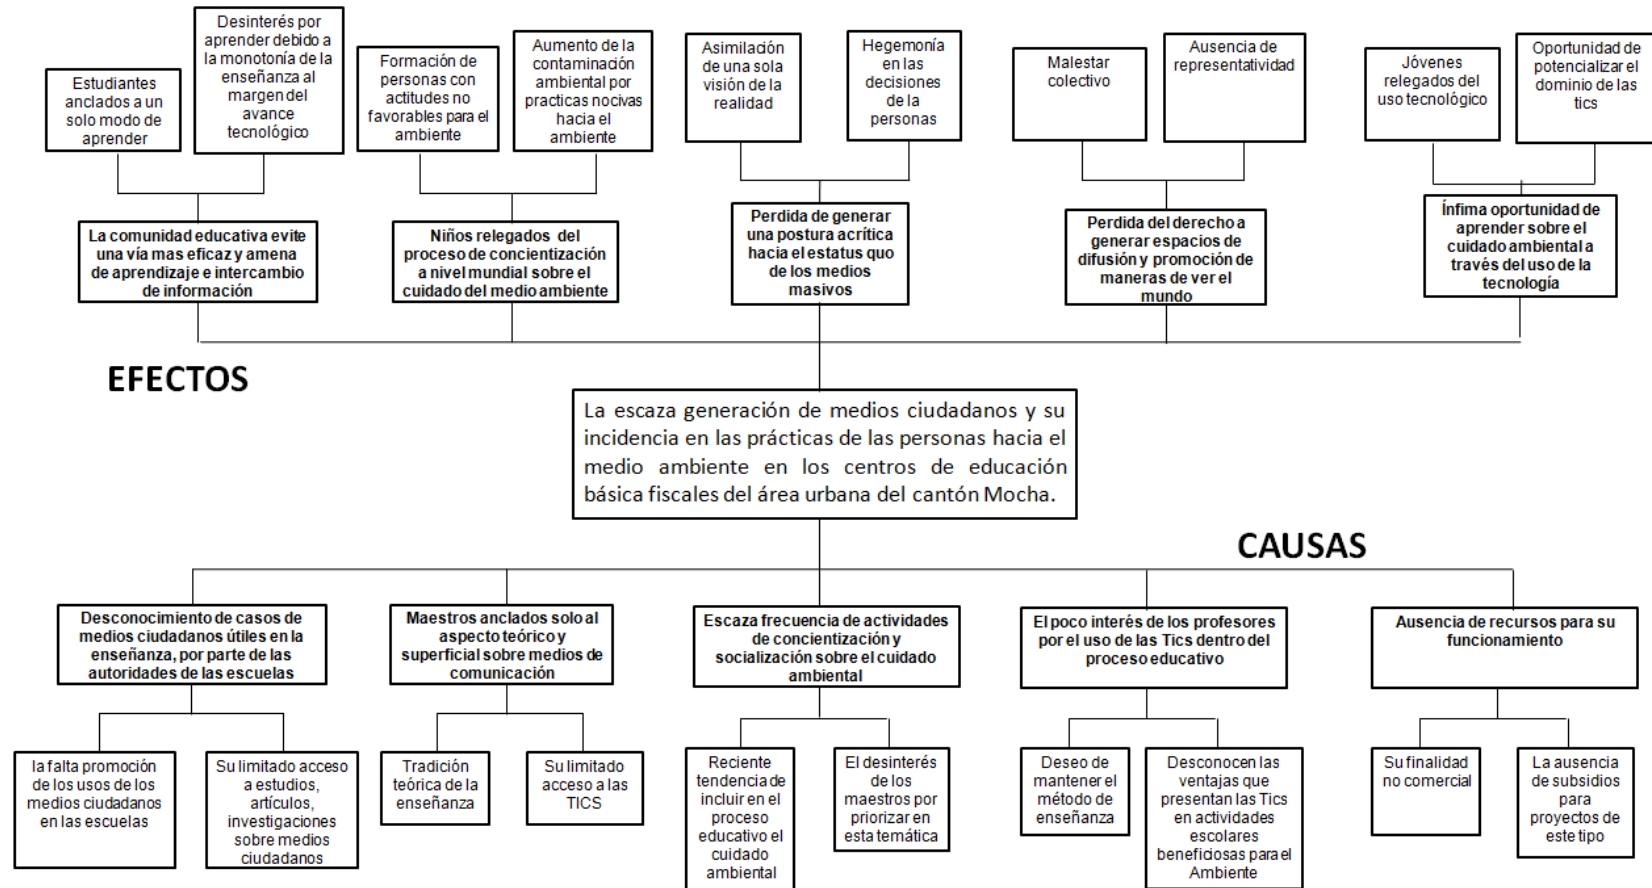 Estudiantes
anclados a un
solo modo de
aprender
Desinterés por
aprender debido a
la monotonía de la
enseñanza al
margen del
avance
tecnológico
Formación de
personas con
actitudes no
favorables para el
ambiente
Aumento de la
contaminación
ambiental por
practicas nocivas
hacia el
ambiente
Asimilación
de una sola
visión de la
realidad
Hegemonía
en las
decisiones
de la
personas
Malestar
colectivo
Ausencia de
representatividad
Jóvenes
relegados del
uso tecnológico
Oportunidad de
potencializar el
dominio de las
tics
La comunidad educativa evite
una vía mas eficaz y amena
de aprendizaje e intercambio
de información
Niños relegados del
proceso de concientización
a nivel mundial sobre el
cuidado del medio ambiente
Perdida de generar
una postura acrítica
hacia el estatus quo
de los medios
masivos
Perdida del derecho a
generar espacios de
difusión y promoción de
maneras de ver el
mundo
Ínfima oportunidad de
aprender sobre el
cuidado ambiental a
través del uso de la
tecnología
EFECTOS
La escaza generación de medios ciudadanos y su
incidencia en las prácticas de las personas hacia el
medio ambiente en los centros de educación
básica fiscales del área urbana del cantón Mocha.
CAUSAS
Desconocimiento de casos de
medios ciudadanos útiles en la
enseñanza, por parte de las
autoridades de las escuelas
Maestros anclados solo al
aspecto teórico y
superficial sobre medios de
comunicación
Escaza frecuencia de actividades
de concientización y
socialización sobre el cuidado
ambiental
El poco interés de los profesores
por el uso de las Tics dentro del
proceso educativo
Ausencia de recursos para su
funcionamiento
la falta promoción
de los usos de los
medios ciudadanos
en las escuelas
Su limitado acceso
a estudios,
artículos,
investigaciones
sobre medios
ciudadanos
Tradición
teórica de la
enseñanza
Su limitado
acceso a las
TICS
Reciente
tendencia de
incluir en el
proceso
educativo el
cuidado
ambiental
El desinterés
de los
maestros por
priorizar en
esta temática
Deseo de
mantener el
método de
enseñanza
Desconocen las
ventajas que
presentan las Tics
en actividades
escolares
beneficiosas para el
Ambiente
Su finalidad
no comercial
La ausencia
de subsidios
para
proyectos de
este tipo